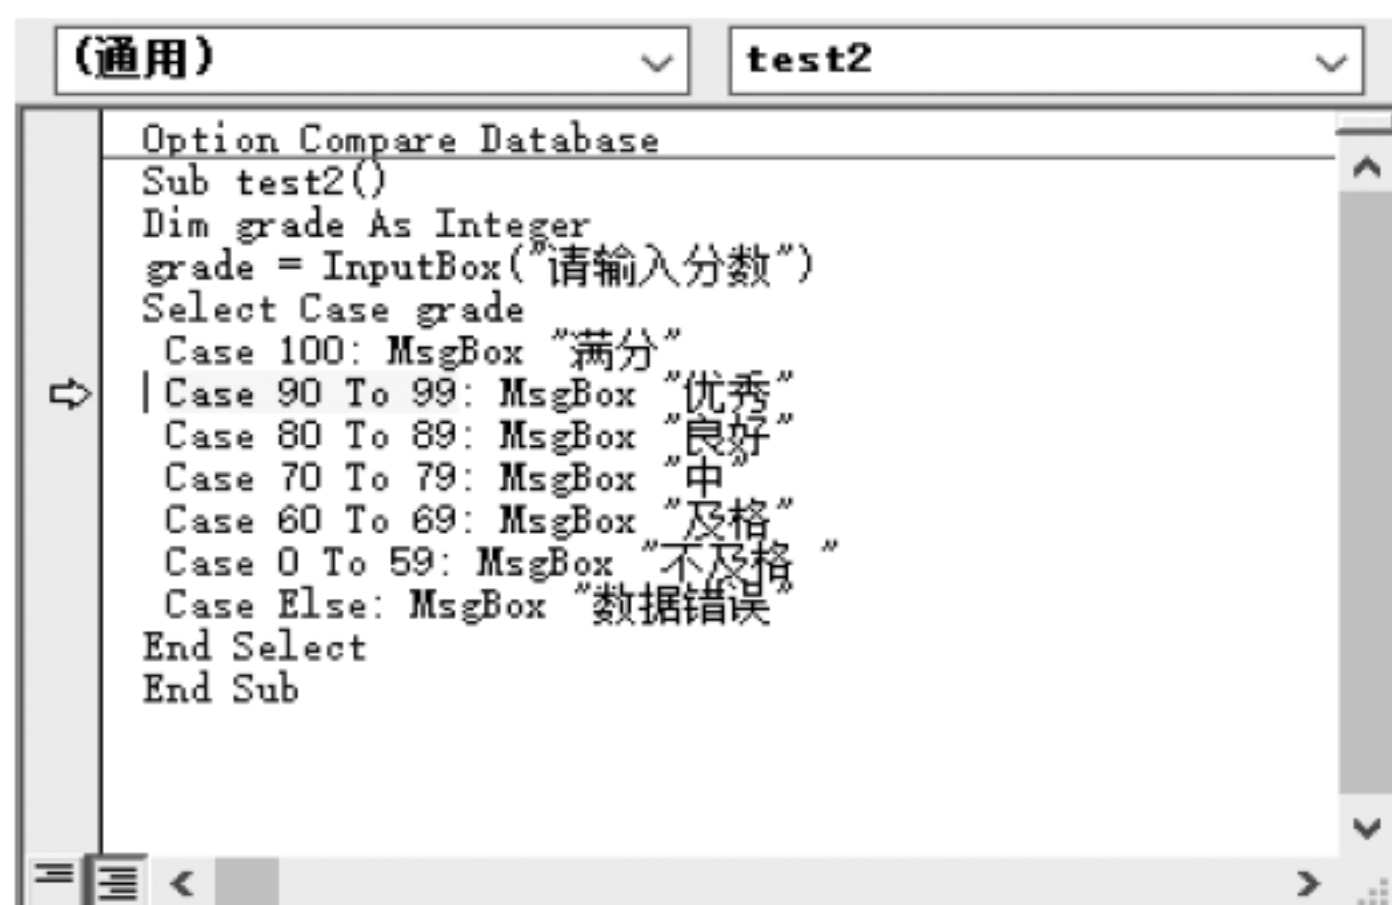 (通用)
test2
Option Compare Database
Sub test2()
Dim grade As Integer
grade = InputBox("请输入分数")
Select Case grade
Case 100: MsgBox "满分"
Case 90 To 99: MsgBox "优秀"
Case 80 To 89: MsgBox "良好"
Case 70 To 79: MsgBox "中"
Case 60 To 69: MsgBox "及格"
Case 0 To 59: MsgBox "不及格 "
Case Else: MsgBox "数据错误"
End Select
End Sub